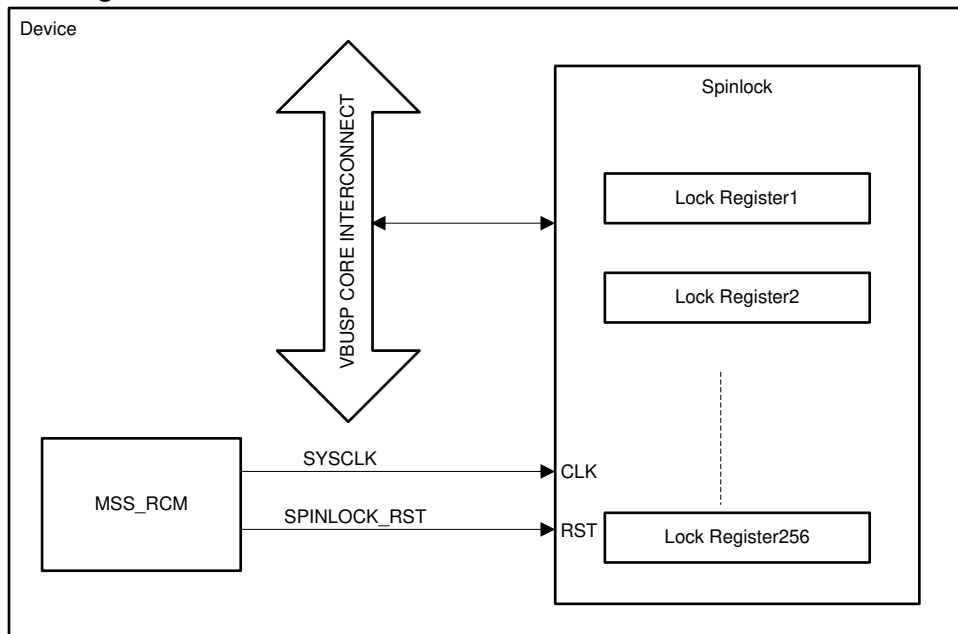 Device
Spinlock
VBUSP CORE INTERCONNECT
Lock Register1
Lock Register2
SYSCLK
CLK
MSS_RCM
SPINLOCK_RST
RST
Lock Register256